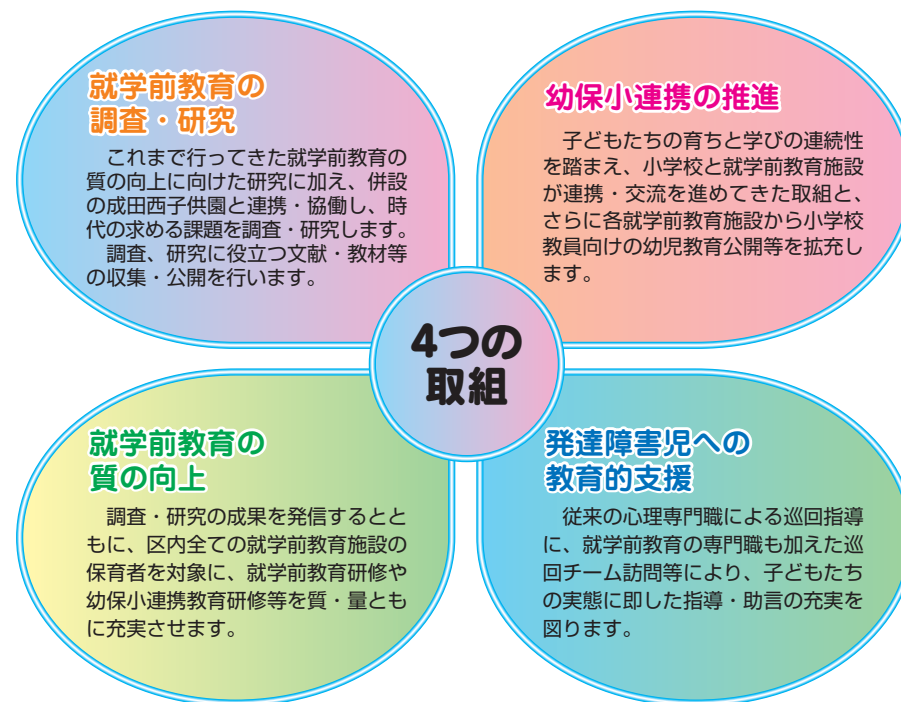 就学前教育の
調査・研究
これまで行ってきた就学前教育の
質の向上に向けた研究に加え、併設
の成田西子供園と連携・協働し、時
代の求める課題を調査・研究します。
調査、研究に役立つ文献・教材等
の収集・公開を行います。
幼保小連携の推進
子どもたちの育ちと学びの連続性
を踏まえ、小学校と就学前教育施設
が連携・交流を進めてきた取組と、
さらに各就学前教育施設から小学校
教員向けの幼児教育公開等を拡充し
ます。
4つの
取組
就学前教育の
質の向上
調査・研究の成果を発信するとと
もに、区内全ての就学前教育施設の
保育者を対象に、就学前教育研修や
幼保小連携教育研修等を質・量とも
に充実させます。
発達障害児への
教育的支援
従来の心理専門職による巡回指導
に、就学前教育の専門職も加えた巡
回チーム訪問等により、子どもたち
の実態に即した指導・助言の充実を
図ります。